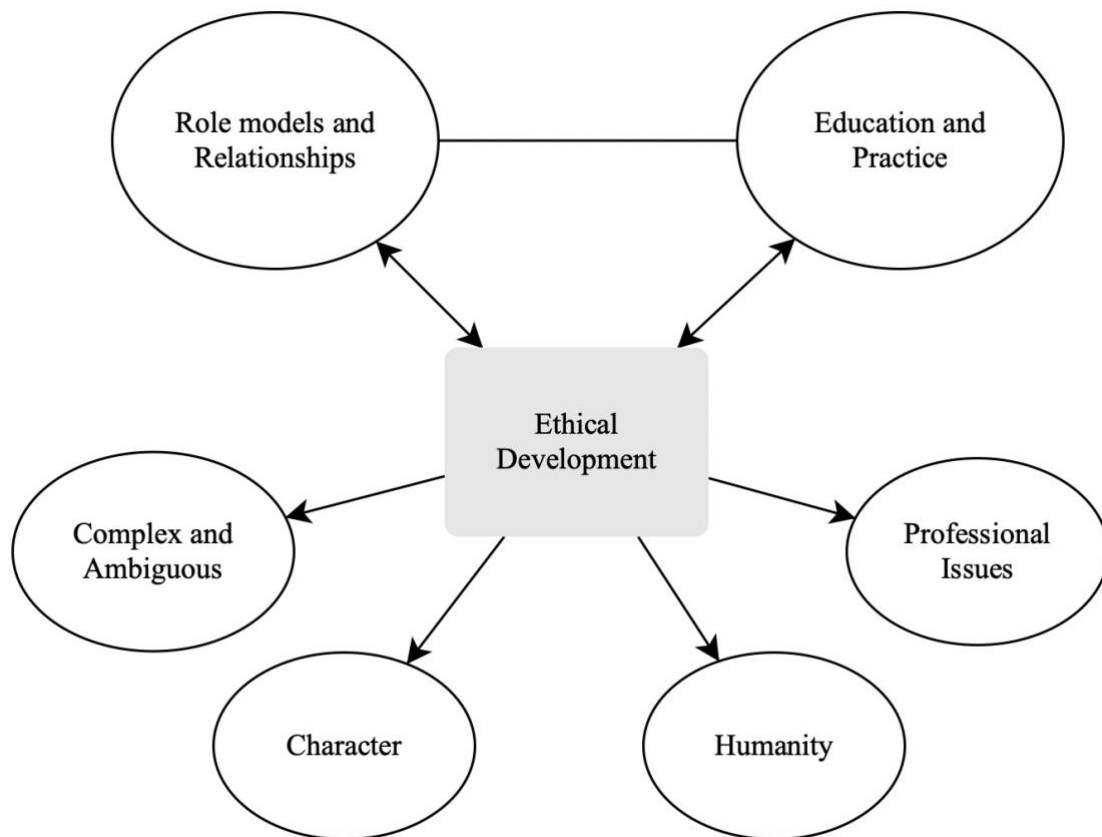 Role models and
Relationships
Education and
Practice
Ethical
Development
Complex and
Ambiguous
Professional
Issues
Character
Humanity